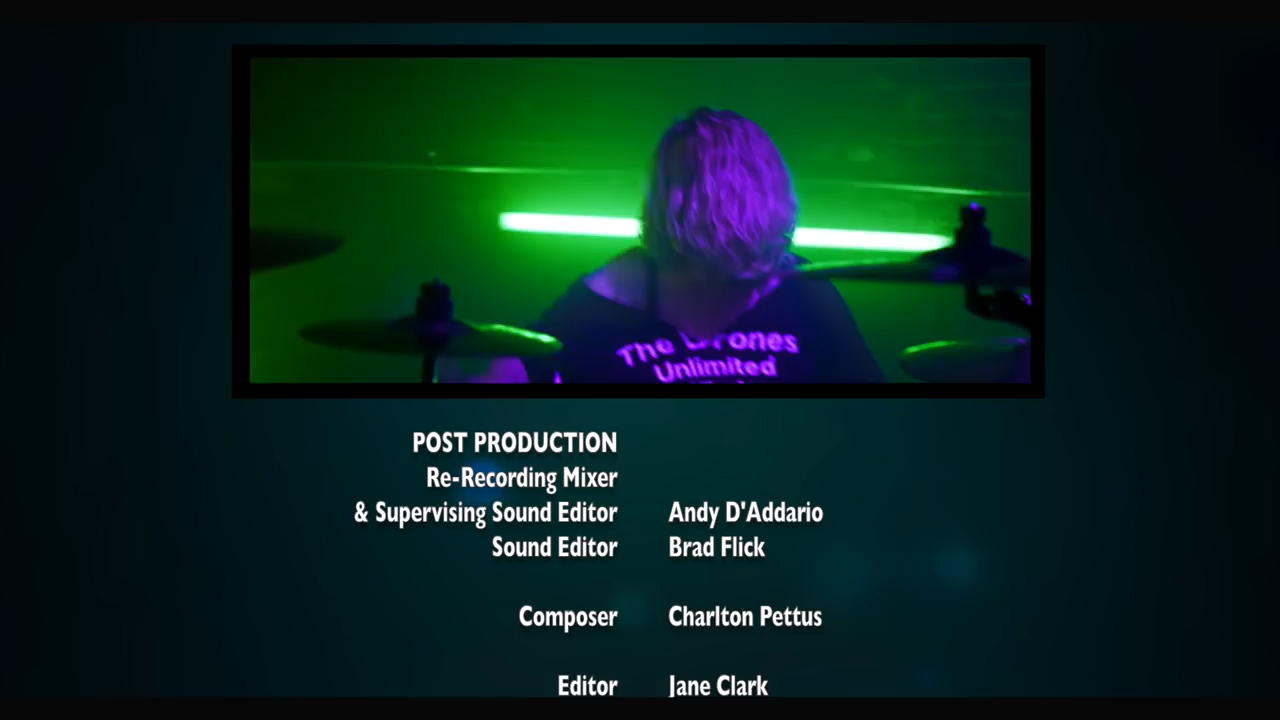 The Drones
Unlimited
POST PRODUCTION
Re-Recording Mixer
& Supervising Sound Editor Andy D'Addario
Sound Editor Brad Flick
Composer Charlton Pettus
Editor Jane Clark